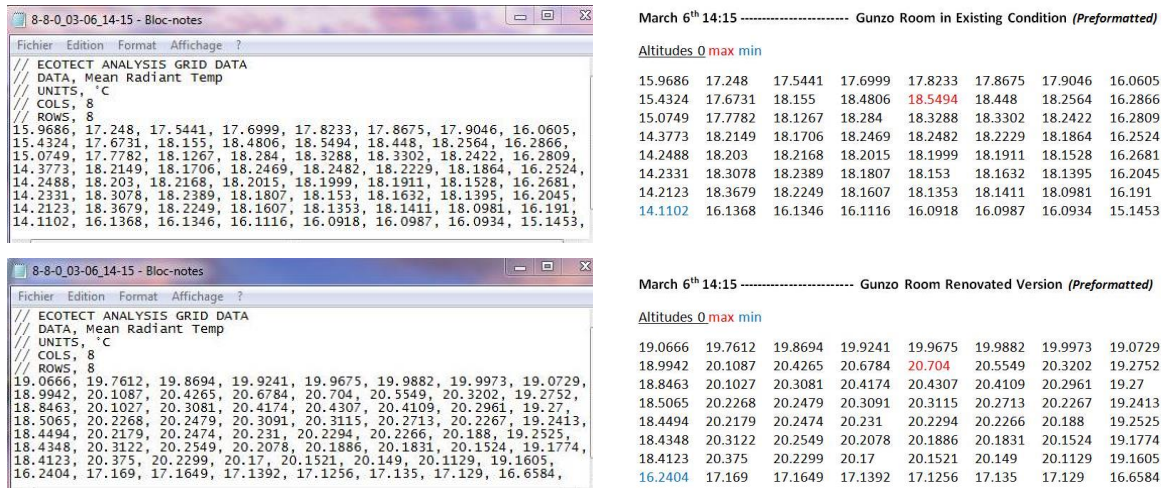 8-8-0_03-06_14-15 - Bloc-notes
Fichier Edition Format Affichage ?
// ECOTECT ANALYSIS GRID DATA
// DATA, Mean Radiant Temp
// UNITS, °C
// COLS, 8
// ROWS, 8
15.9686, 17.248, 17.5441, 17.6999, 17.8233, 17.8675, 17.9046, 16.0605,
15.4324, 17.6731, 18.155, 18.4806, 18.5494, 18.448, 18.2564, 16.2866,
15.0749, 17.7782, 18.1267, 18.284, 18.3288, 18.3302, 18.2422, 16.2809,
14.3773, 18.2149, 18.1706, 18.2469, 18.2482, 18.2229, 18.1864, 16.2524,
14.2488, 18.203, 18.2168, 18.2015, 18.1999, 18.1911, 18.1528, 16.2681,
14.2331, 18.3078, 18.2389, 18.1807, 18.153, 18.1632, 18.1395, 16.2045,
14.2123, 18.3679, 18.2249, 18.1607, 18.1353, 18.1411, 18.0981, 16.191,
14.1102, 16.1368, 16.1346, 16.1116, 16.0918, 16.0987, 16.0934, 15.1453,
March 6th 14:15 ------------------------- Gunzo Room in Existing Condition (Preformatted)
Altitudes 0 max min
15.9686 17.248 17.5441 17.6999 17.8233 17.8675 17.9046 16.0605
15.4324 17.6731 18.155 18.4806 18.5494 18.448 18.2564 16.2866
15.0749 17.7782 18.1267 18.284 18.3288 18.3302 18.2422 16.2809
14.3773 18.2149 18.1706 18.2469 18.2482 18.2229 18.1864 16.2524
14.2488 18.203 18.2168 18.2015 18.1999 18.1911 18.1528 16.2681
14.2331 18.3078 18.2389 18.1807 18.153 18.1632 18.1395 16.2045
14.2123 18.3679 18.2249 18.1607 18.1353 18.1411 18.0981 16.191
14.1102 16.1368 16.1346 16.1116 16.0918 16.0987 16.0934 15.1453
8-8-0_03-06_14-15 - Bloc-notes
Fichier Edition Format Affichage ?
// ECOTECT ANALYSIS GRID DATA
// DATA, Mean Radiant Temp
// UNITS, °C
// COLS, 8
// ROWS, 8
19.0666, 19.7612, 19.8694, 19.9241, 19.9675, 19.9882, 19.9973, 19.0729,
18.9942, 20.1087, 20.4265, 20.6784, 20.704, 20.5549, 20.3202, 19.2752,
18.8463, 20.1027, 20.3081, 20.4174, 20.4307, 20.4109, 20.2961, 19.27,
18.5065, 20.2268, 20.2479, 20.3091, 20.3115, 20.2713, 20.2267, 19.2413,
18.4494, 20.2179, 20.2474, 20.231, 20.2294, 20.2266, 20.188, 19.2525,
18.4348, 20.3122, 20.2549, 20.2078, 20.1886, 20.1831, 20.1524, 19.1774,
18.4123, 20.375, 20.2299, 20.17, 20.1521, 20.149, 20.1129, 19.1605,
16.2404, 17.169, 17.1649, 17.1392, 17.1256, 17.135, 17.129, 16.6584,
March 6th 14:15 -------------------------- Gunzo Room Renovated Version (Preformatted)
Altitudes 0 max min
19.0666 19.7612 19.8694 19.9241 19.9675 19.9882 19.9973 19.0729
18.9942 20.1087 20.4265 20.6784 20.704 20.5549 20.3202 19.2752
18.8463 20.1027 20.3081 20.4174 20.4307 20.4109 20.2961 19.27
18.5065 20.2268 20.2479 20.3091 20.3115 20.2713 20.2267 19.2413
18.4494 20.2179 20.2474 20.231 20.2294 20.2266 20.188 19.2525
18.4348 20.3122 20.2549 20.2078 20.1886 20.1831 20.1524 19.1774
18.4123 20.375 20.2299 20.17 20.1521 20.149 20.1129 19.1605
16.2404 17.169 17.1649 17.1392 17.1256 17.135 17.129 16.6584